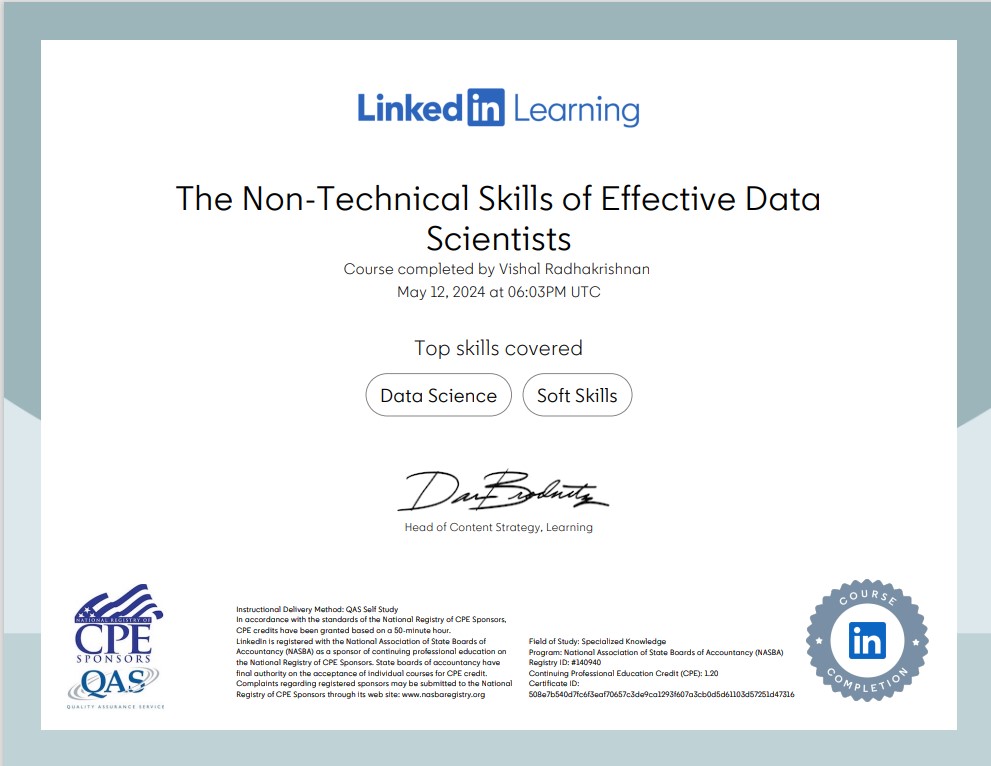 LinkedIn Learning
The Non-Technical Skills of Effective Data
Scientists
Course completed by Vishal Radhakrishnan
May 12, 2024 at 06:03PM UTC
Top skills covered
Data Science
Soft Skills
Dan Brodnitz
Head of Content Strategy, Learning
NATIONAL REGISTRY OF
CPE
SPONSORS
QAS
QUALITY ASSURANCE SERVICE
Instructional Delivery Method: QAS Self Study
In accordance with the standards of the National Registry of CPE Sponsors,
CPE credits have been granted based on a 50-minute hour.
LinkedIn is registered with the National Association of State Boards of
Accountancy (NASBA) as a sponsor of continuing professional education on
the National Registry of CPE Sponsors. State boards of accountancy have
final authority on the acceptance of individual courses for CPE credit.
Complaints regarding registered sponsors may be submitted to the National
Registry of CPE Sponsors through its web site: www.nasbaregistry.org
Field of Study: Specialized Knowledge
Program: National Association of State Boards of Accountancy (NASBA)
Registry ID: #140940
Continuing Professional Education Credit (CPE): 1.20
Certificate ID:
508e7b540d7fc6f3eaf70657c3de9ca1293f607a3cb0d5d61103d57251d47316
COURSE
in
COMPLETION